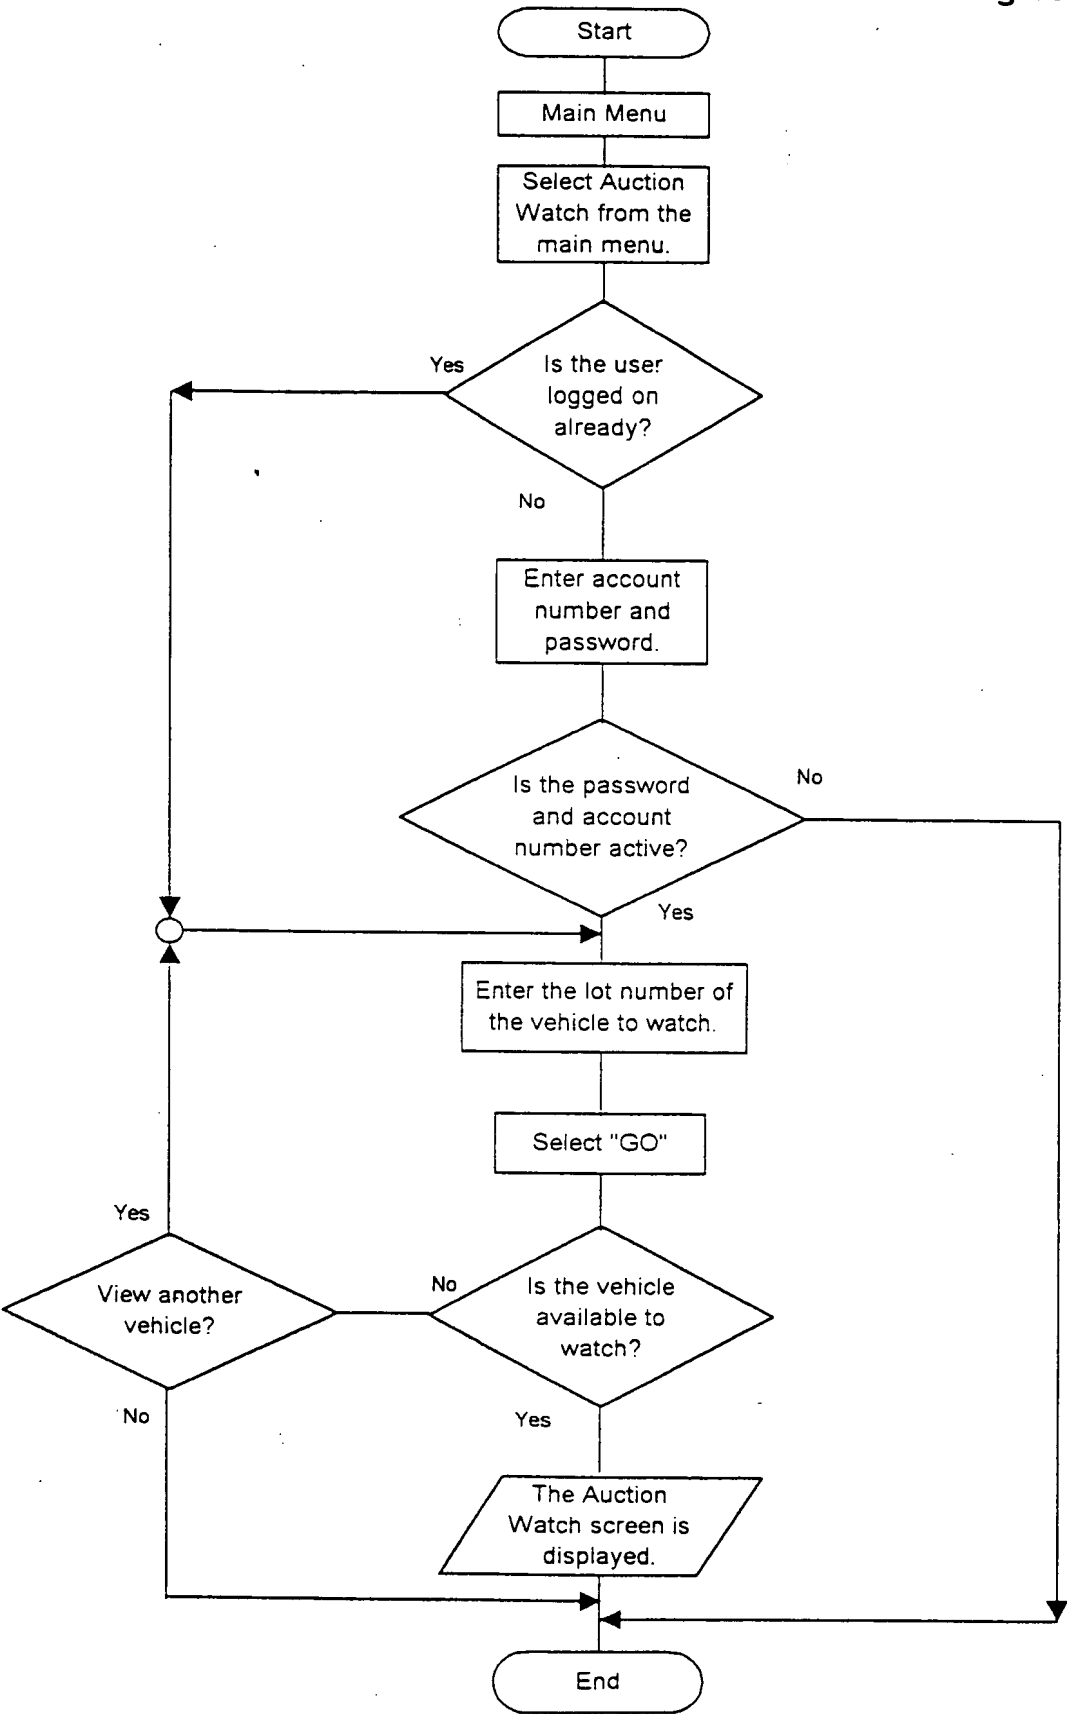 Start
Main Menu
Select Auction
Watch from the
main menu.
Yes
Is the user
logged on
already?
No
Enter account
number and
password.
Is the password
and account
number active?
No
Yes
Enter the lot number of
the vehicle to watch.
Select "GO"
Yes
View another
vehicle?
No
Is the vehicle
available to
watch?
No
Yes
The Auction
Watch screen is
displayed.
End